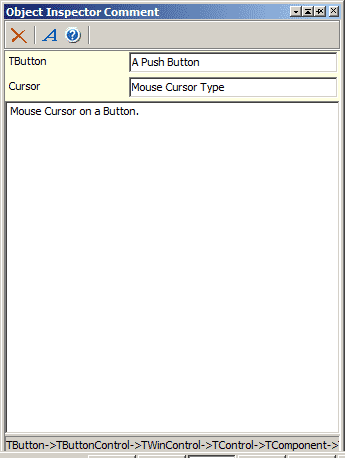 Object Inspector Comment
TButton A Push Button
Cursor Mouse Cursor Type
Mouse Cursor on a Button.
TButton->TButtonControl->TWinControl->TControl->TComponent->